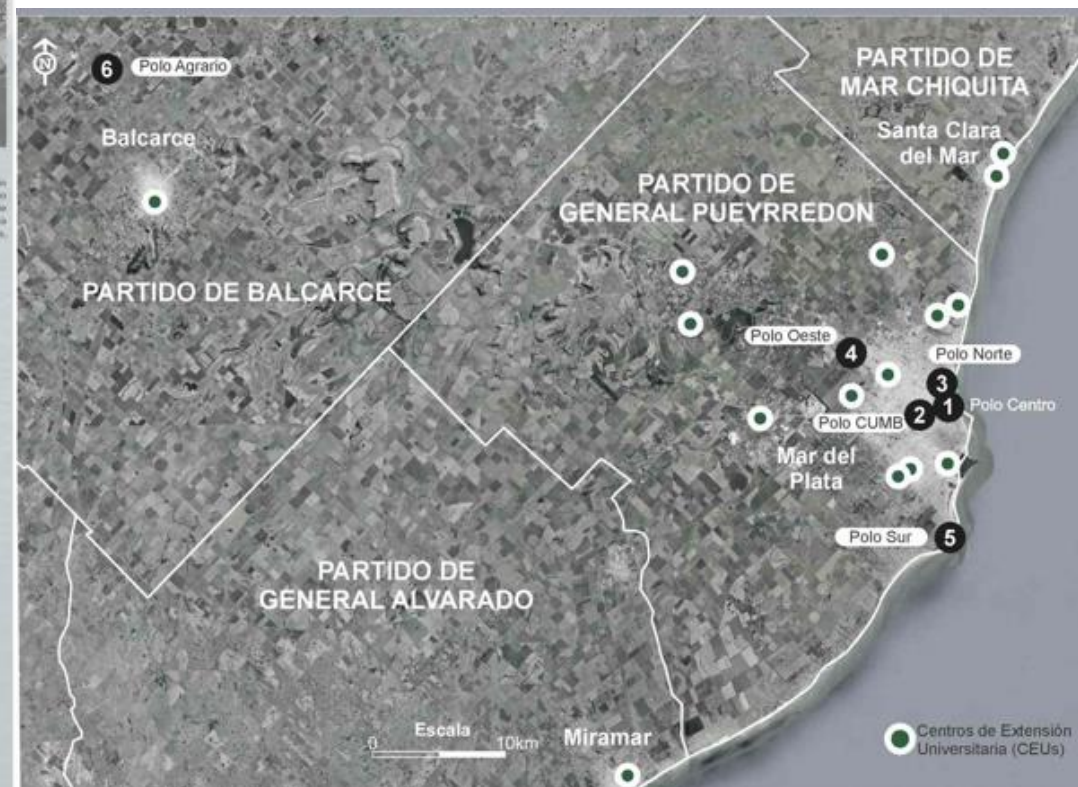 N
6
Polo Agrario
Balcarce
PARTIDO DE
MAR CHIQUITA
Santa Clara
del Mar
PARTIDO DE
GENERAL PUEYRREDON
PARTIDO DE BALCARCE
Polo Oeste
4
Polo Norte
3
1
Polo Centro
2
Polo CUMB
Mar del
Plata
Polo Sur
5
PARTIDO DE
GENERAL ALVARADO
Escala
0
10km
Miramar
Centros de Extensión
Universitaria (CEUs)